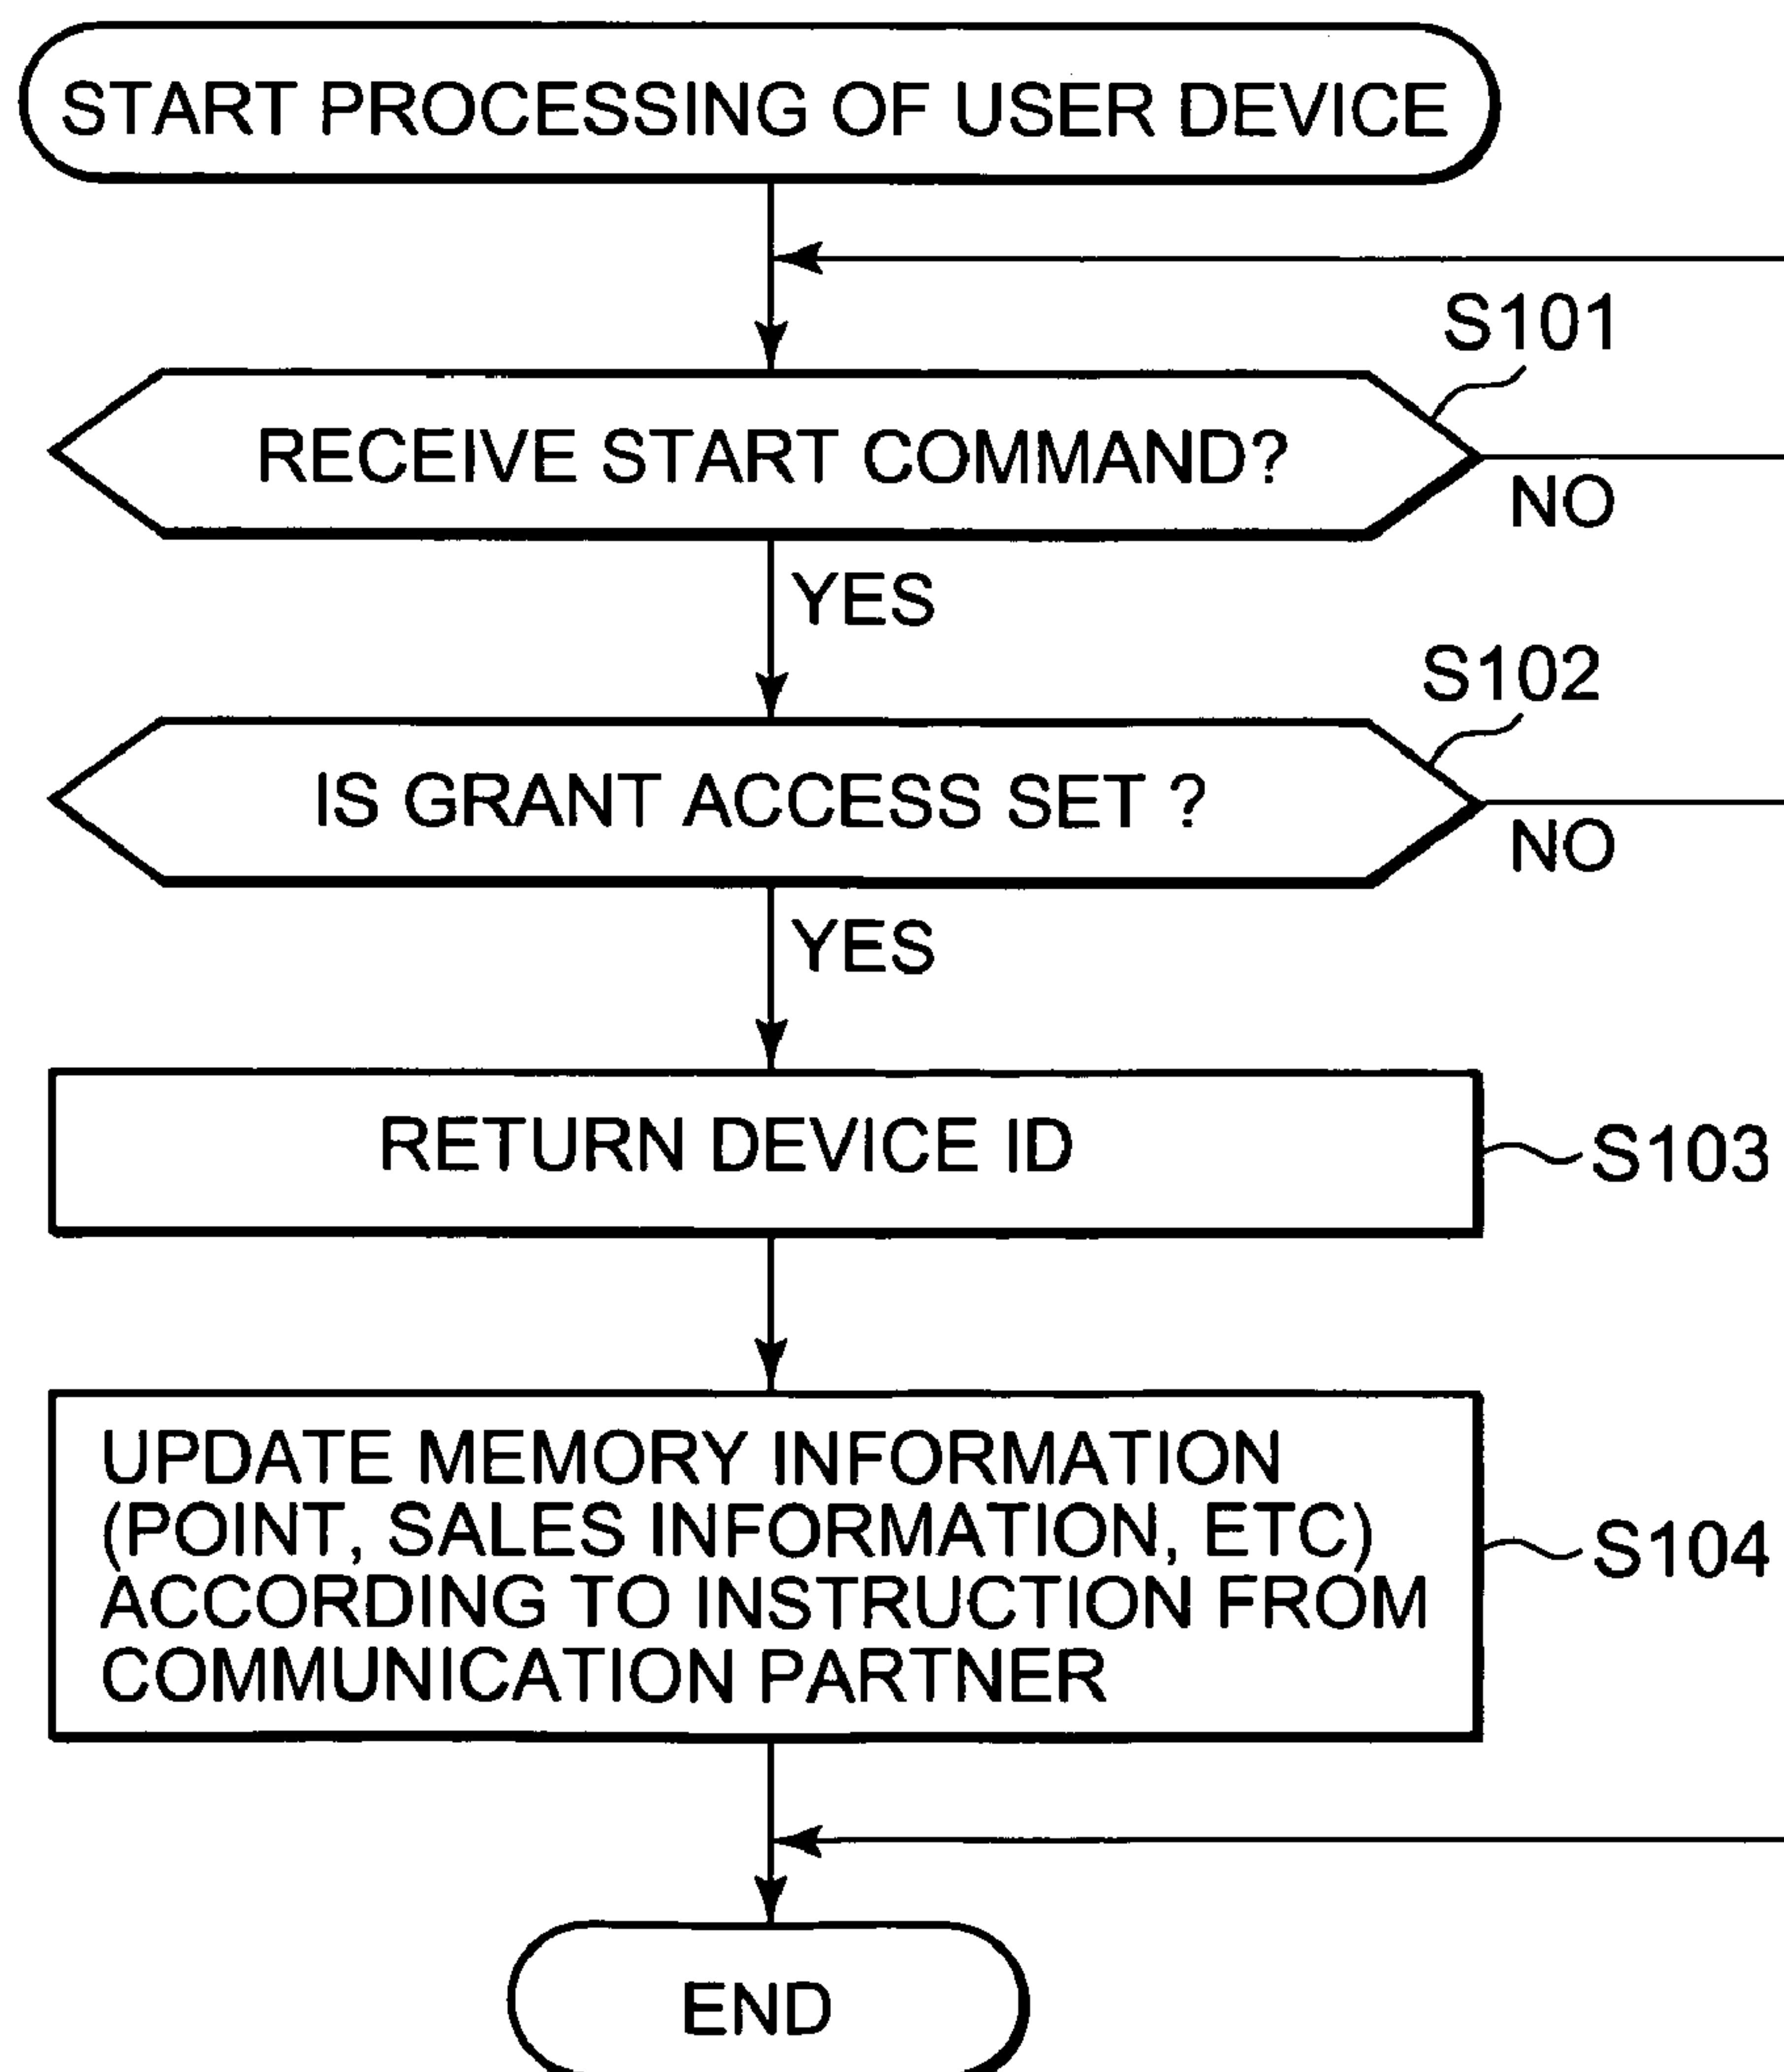 START PROCESSING OF USER DEVICE
S101
RECEIVE START COMMAND?
NO
YES
S102
IS GRANT ACCESS SET ?
NO
YES
RETURN DEVICE ID
S103
UPDATE MEMORY INFORMATION
(POINT, SALES INFORMATION, ETC)
ACCORDING TO INSTRUCTION FROM
COMMUNICATION PARTNER
S104
END